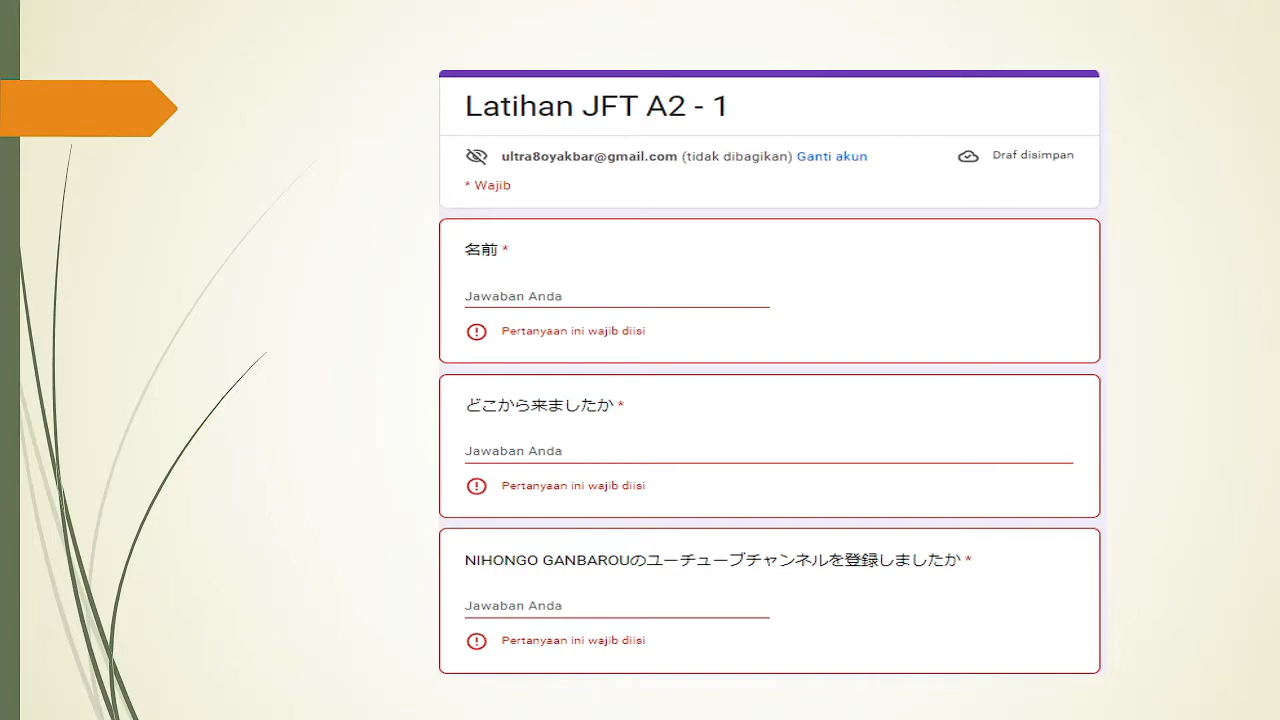 Latihan JFT A2 - 1
ultra8oyakbar@gmail.com (tidak dibagikan) Ganti akun
Draf disimpan
* Wajib
名前 *
Jawaban Anda
Pertanyaan ini wajib diisi
どこから来ましたか *
Jawaban Anda
Pertanyaan ini wajib diisi
NIHONGO GANBAROUのユーチューブチャンネルを登録しましたか *
Jawaban Anda
Pertanyaan ini wajib diisi